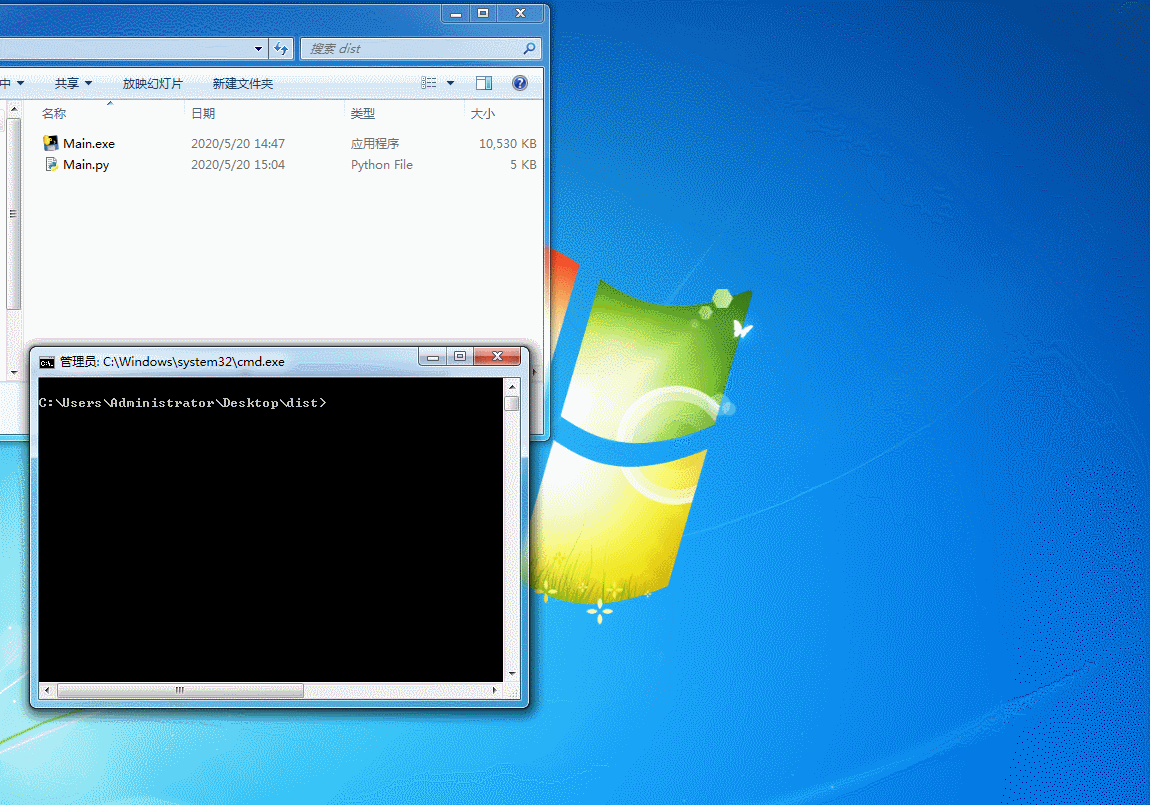 搜索 dist
中 共享 放映幻灯片 新建文件夹
名称 日期 类型 大小
Main.exe 2020/5/20 14:47 应用程序 10,530 KB
Main.py 2020/5/20 15:04 Python File 5 KB
管理员: C:\Windows\system32\cmd.exe
C:\Users\Administrator\Desktop\dist>